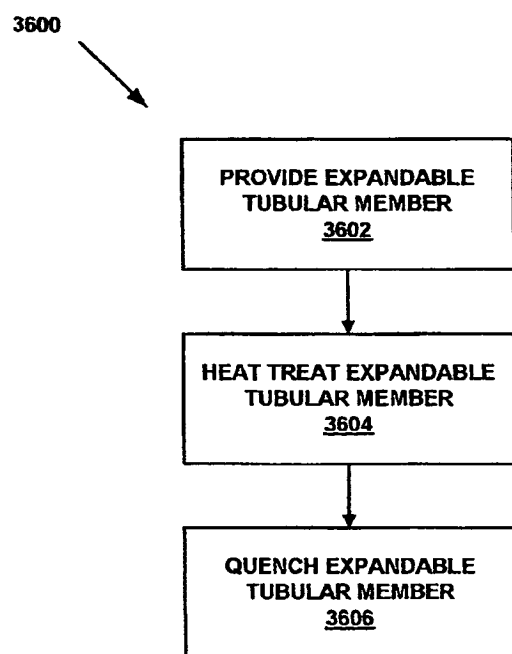 3600
PROVIDE EXPANDABLE
TUBULAR MEMBER
3602
HEAT TREAT EXPANDABLE
TUBULAR MEMBER
3604
QUENCH EXPANDABLE
TUBULAR MEMBER
3606